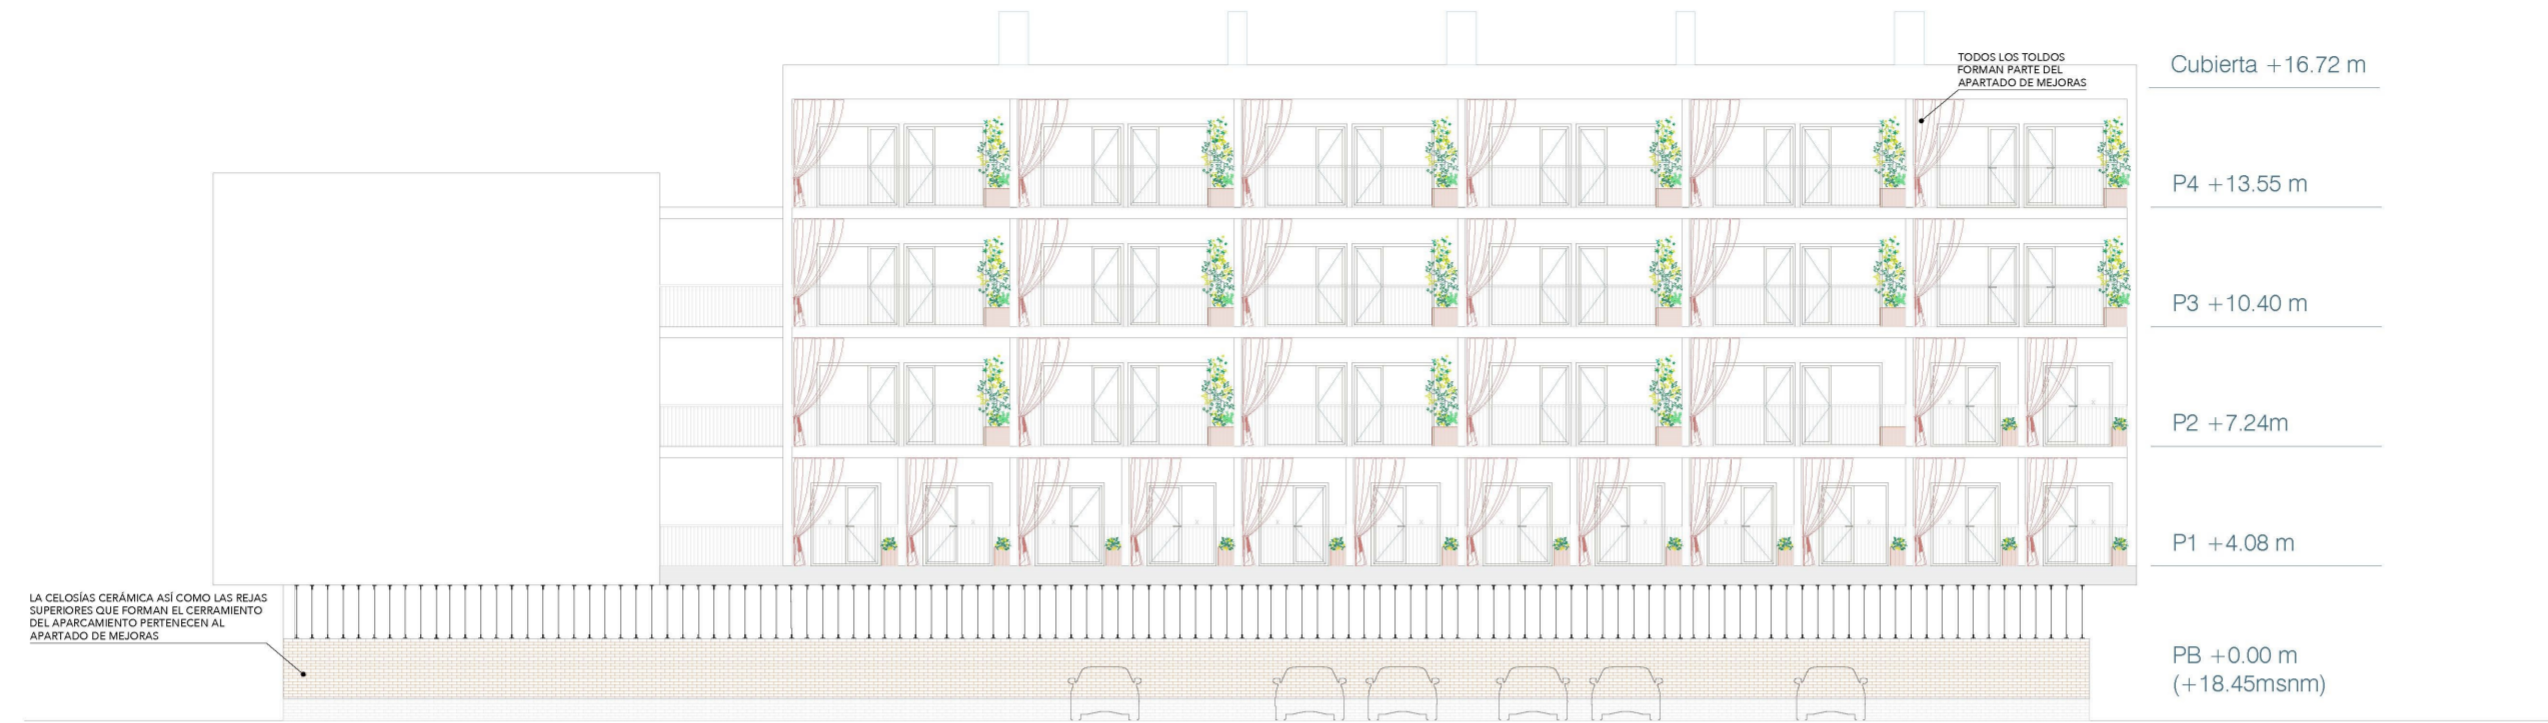 TODOS LOS TOLDOS
FORMAN PARTE DEL
APARTADO DE MEJORAS
Cubierta +16.72 m
P4 +13.55 m
P3 +10.40 m
P2 +7.24m
P1 +4.08 m
LA CELOSÍAS CERÁMICA ASÍ COMO LAS REJAS
SUPERIORES QUE FORMAN EL CERRAMIENTO
DEL APARCAMIENTO PERTENECEN AL
APARTADO DE MEJORAS
PB +0.00 m
(+18.45msnm)